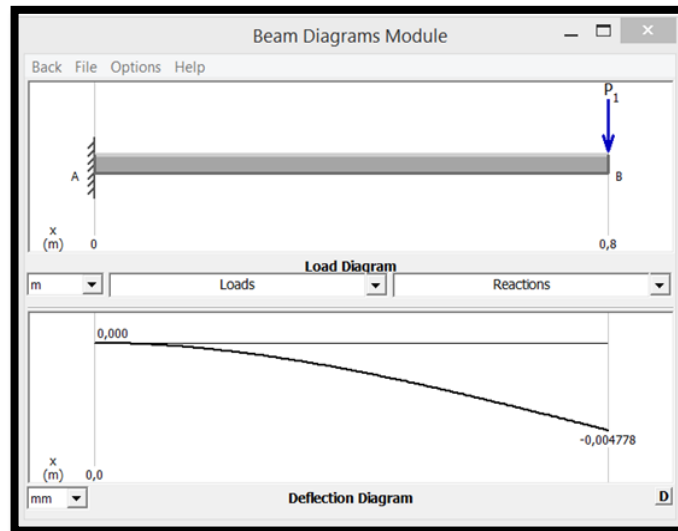 Beam Diagrams Module
Back File Options Help
P1
A
B
x
(m) 0 0,8
Load Diagram
m Loads Reactions
0,000
-0,004778
x
(m) 0,0
mm Deflection Diagram D